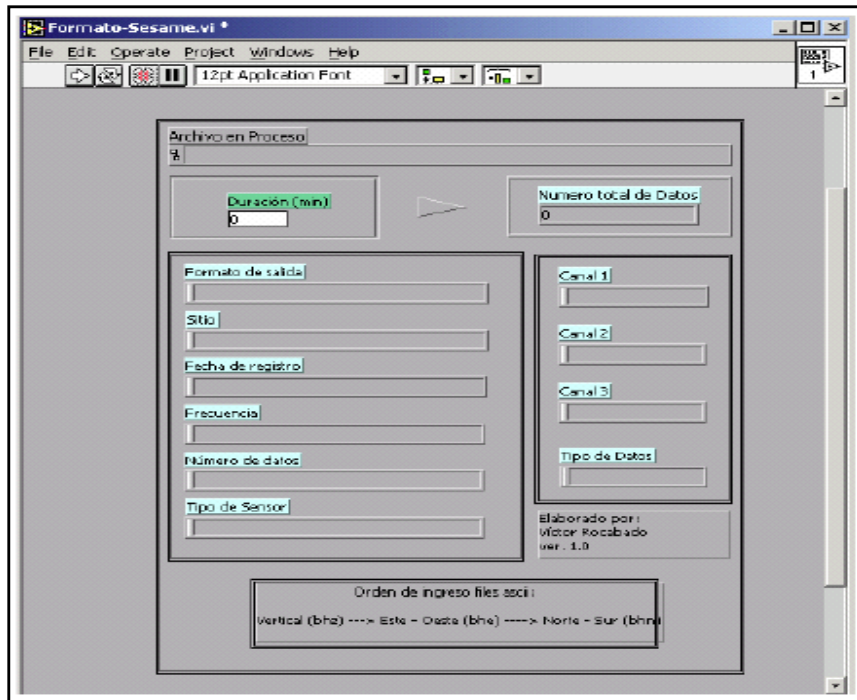 Formato-Sesame.vi *
File Edit Operate Project Windows Help
12pt Application Font
1
Archivo en Proceso
Duración (min)
0
Numero total de Datos
0
Formato de salida
Sitio
Fecha de registro
Frecuencia
Número de datos
Tipo de Sensor
Canal 1
Canal 2
Canal 3
Tipo de Datos
Elaborado por:
Víctor Rocabado
ver. 1.0
Orden de ingreso files ascii:
Vertical (bhz) ---> Este - Oeste (bhe) ----> Norte - Sur (bhn)